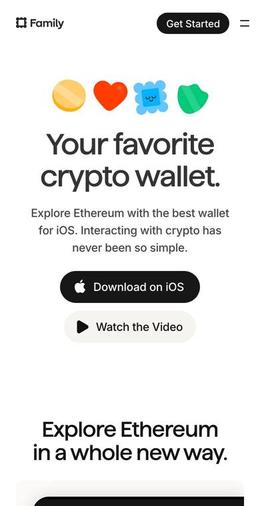 Family
Get Started
Your favorite
crypto wallet.
Explore Ethereum with the best wallet
for iOS. Interacting with crypto has
never been so simple.
Download on iOS
Watch the Video
Explore Ethereum
in a whole new way.